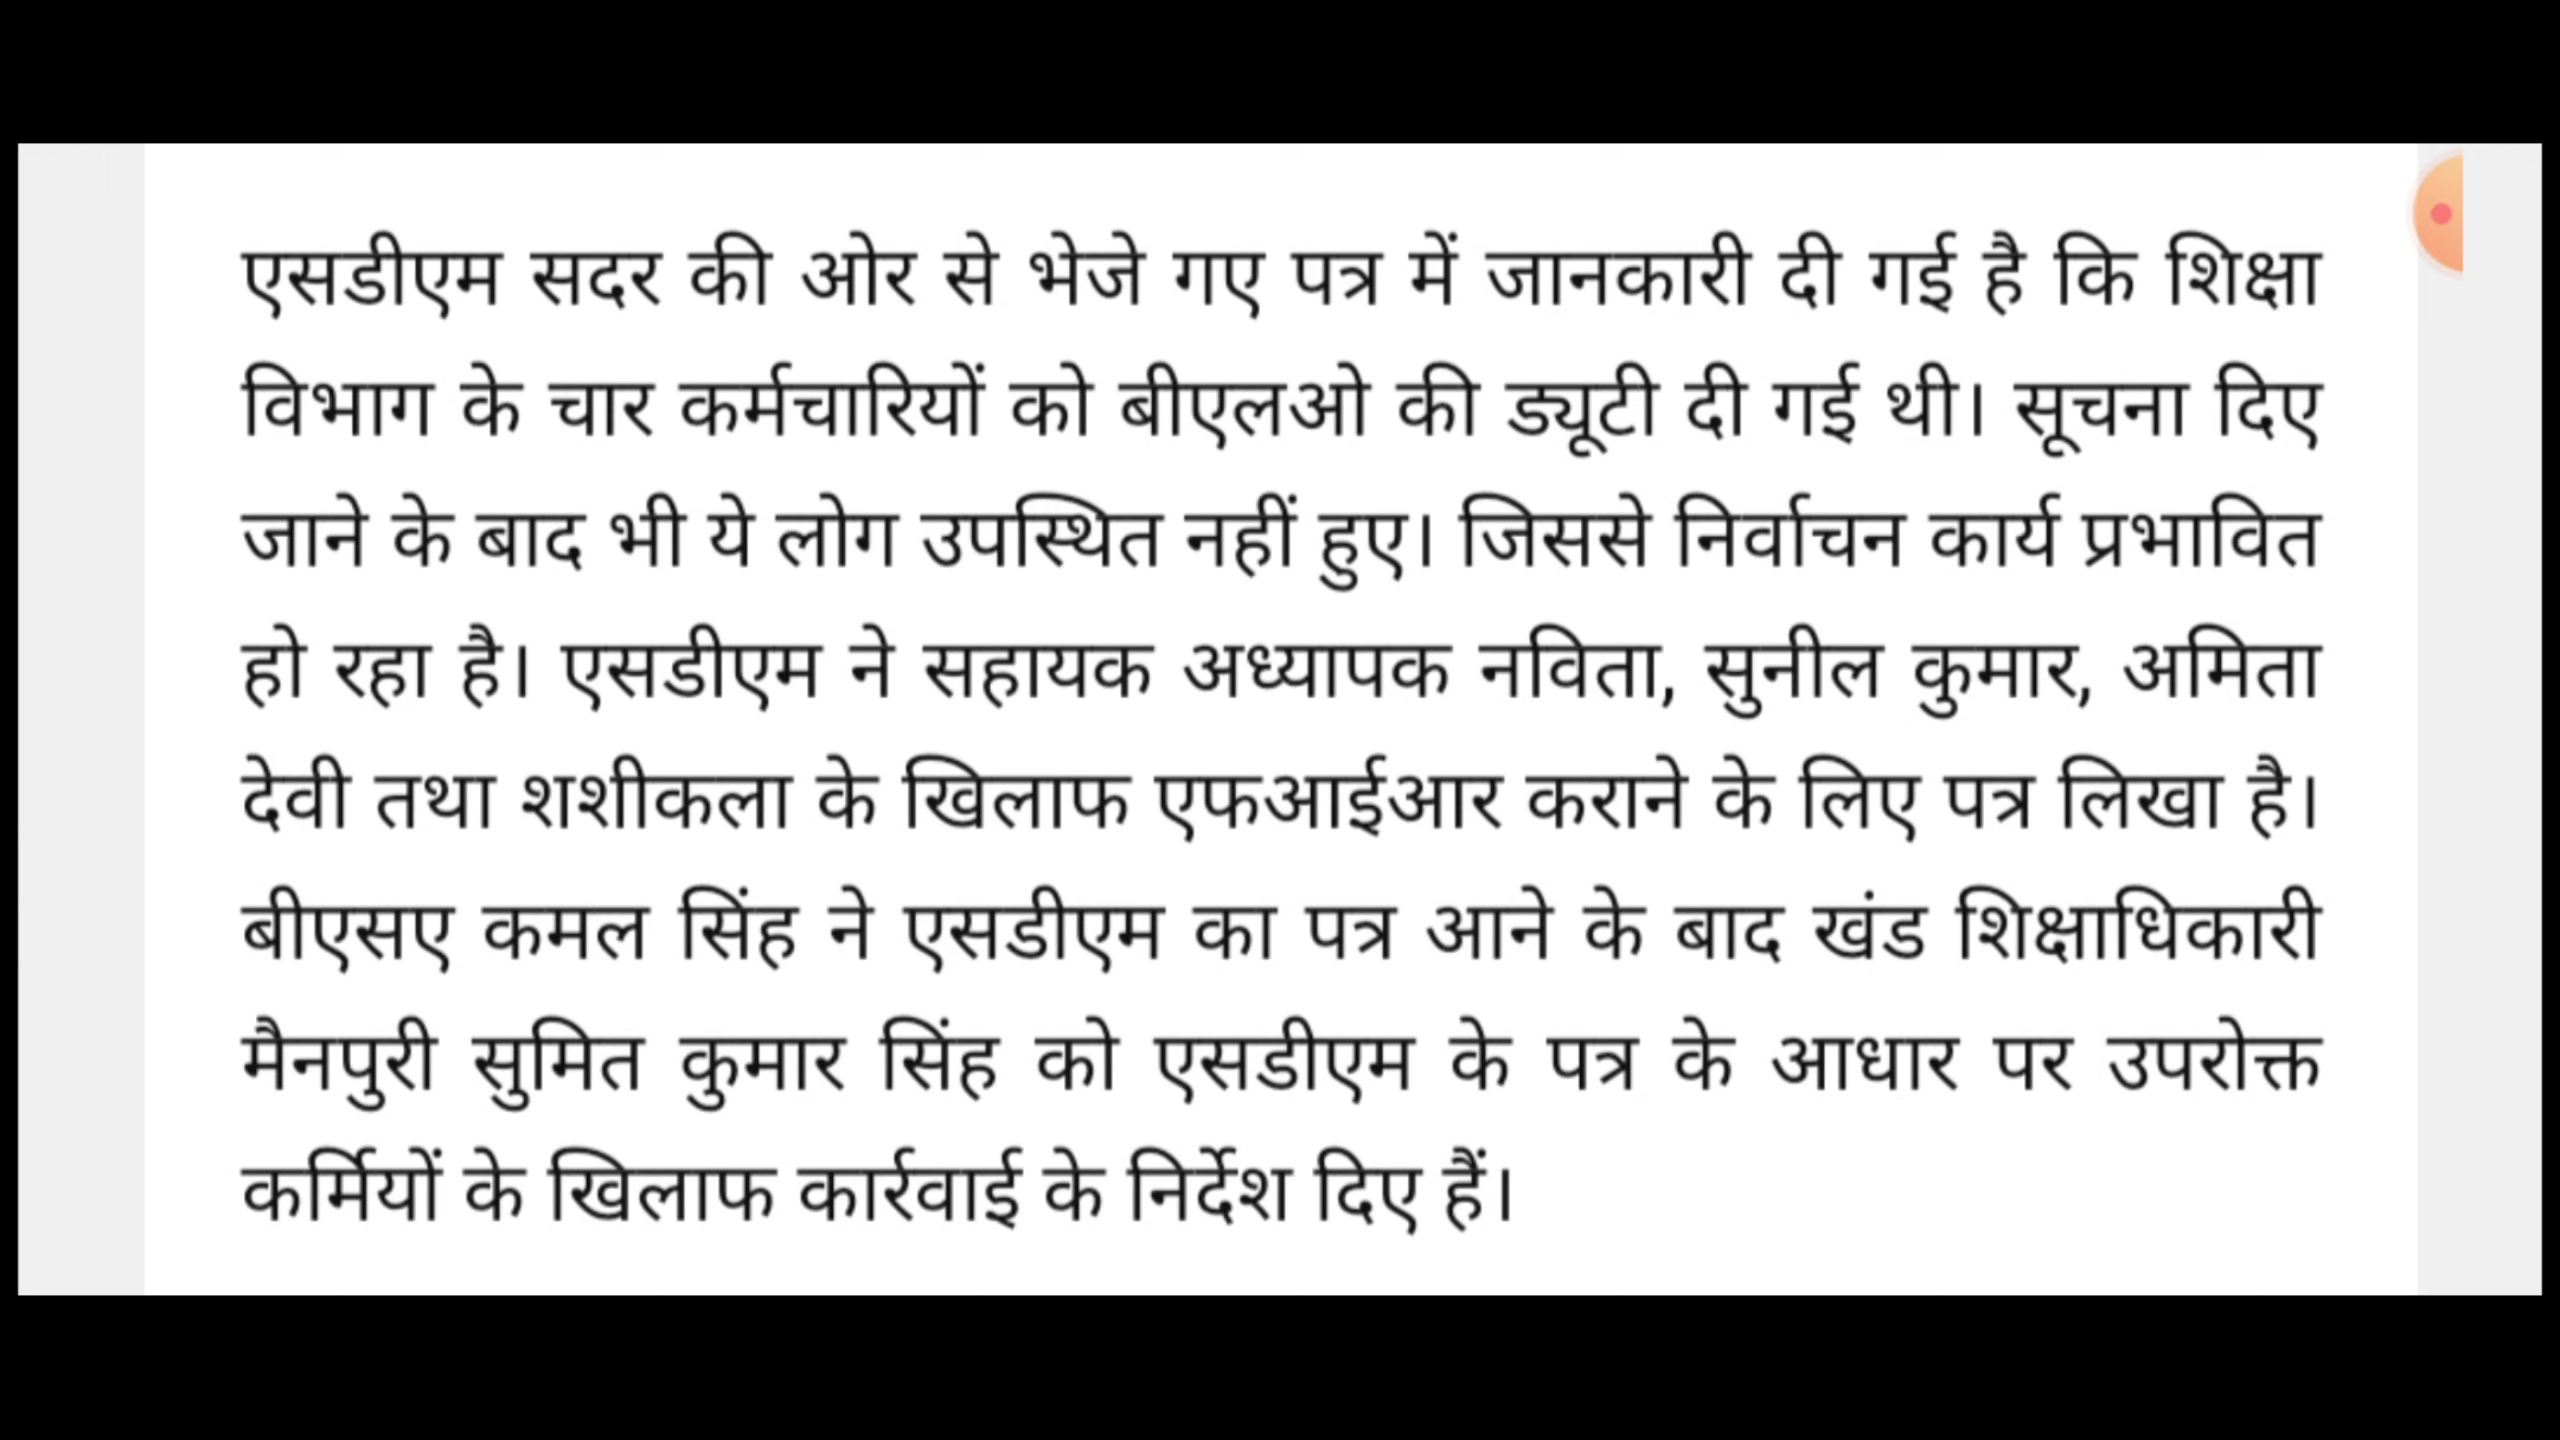 एसडीएम सदर की ओर से भेजे गए पत्र में जानकारी दी गई है कि शिक्षा
विभाग के चार कर्मचारियों को बीएलओ की ड्यूटी दी गई थी। सूचना दिए
जाने के बाद भी ये लोग उपस्थित नहीं हुए। जिससे निर्वाचन कार्य प्रभावित
हो रहा है। एसडीएम ने सहायक अध्यापक नविता, सुनील कुमार, अमिता
देवी तथा शशीकला के खिलाफ एफआईआर कराने के लिए पत्र लिखा है।
बीएसए कमल सिंह ने एसडीएम का पत्र आने के बाद खंड शिक्षाधिकारी
मैनपुरी सुमित कुमार सिंह को एसडीएम के पत्र के आधार पर उपरोक्त
कर्मियों के खिलाफ कार्रवाई के निर्देश दिए हैं।